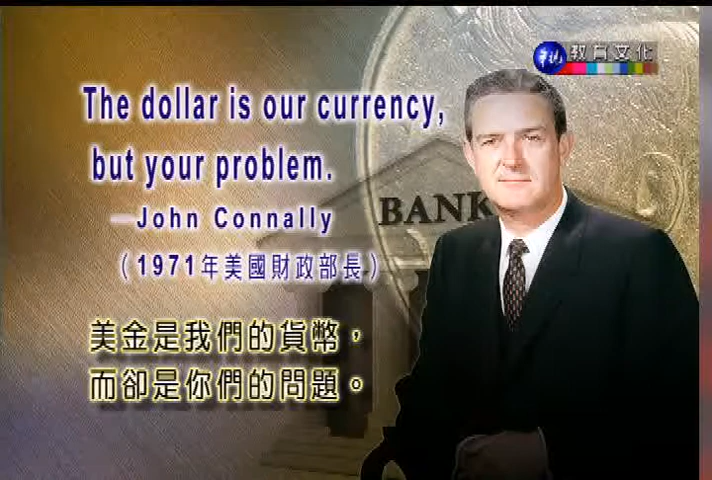 華視 教育文化
The dollar is our currency,
but your problem.
—John Connally
BANK
（1971年美國財政部長）
美金是我們的貨幣，
而卻是你們的問題。